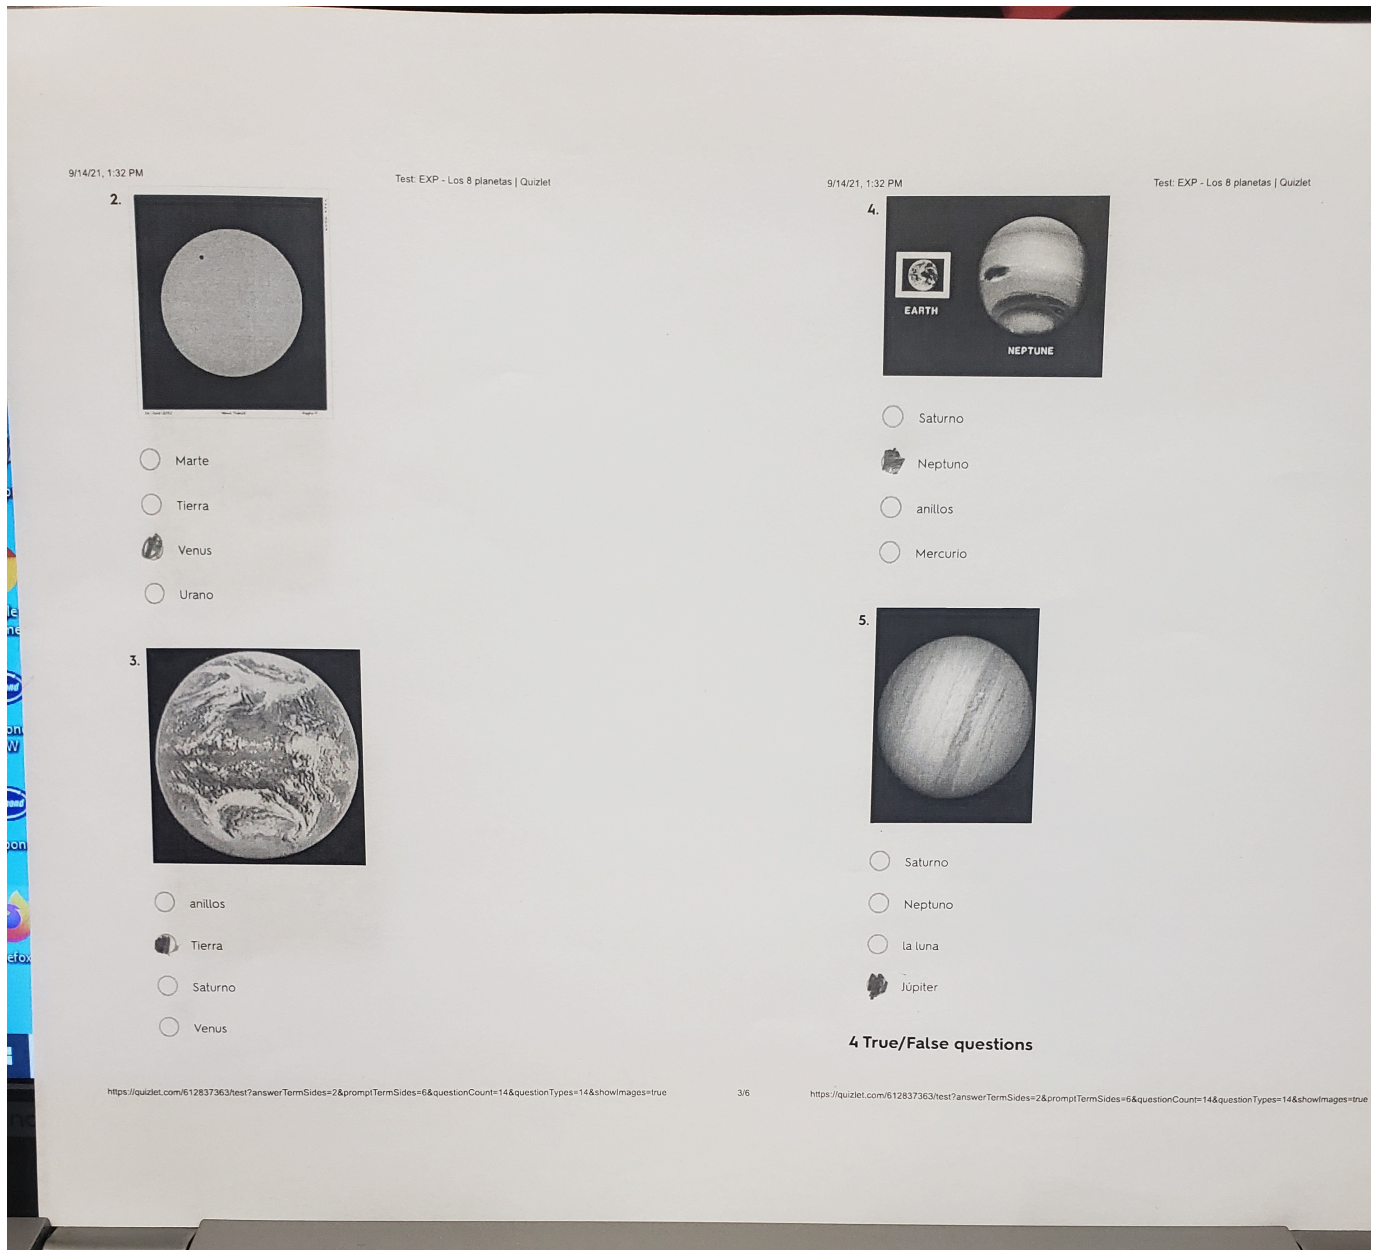 9/14/21, 1:32 PM
Test: EXP - Los 8 planetas | Quizlet
2.
Marte
Tierra
Venus
Urano
3.
anillos
Tierra
Saturno
Venus
https://quizlet.com/612837363/test?answerTermSides=2&promptTermSides=6&questionCount=14&questionTypes=14&showImages=true
3/6
9/14/21, 1:32 PM
Test: EXP - Los 8 planetas | Quizlet
4.
EARTH
NEPTUNE
Saturno
Neptuno
anillos
Mercurio
5.
Saturno
Neptuno
la luna
Júpiter
4 True/False questions
https://quizlet.com/612837363/test?answerTermSides=2&promptTermSides=6&questionCount=14&questionTypes=14&showImages=true